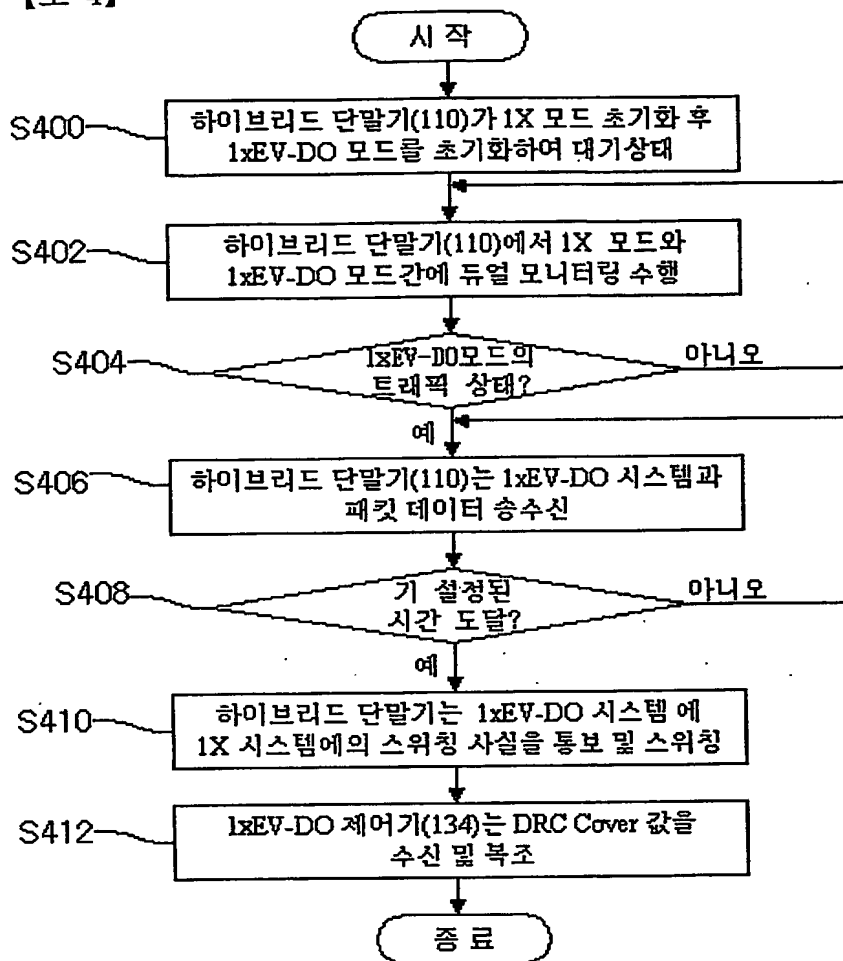 시 작
S400
하이브리드 단말기(110)가 1X 모드 초기화 후
1xEV-DO 모드를 초기화하여 대기상태
S402
하이브리드 단말기(110)에서 1X 모드와
1xEV-DO 모드간에 듀얼 모니터링 수행
S404
1xEV-DO모드의
트래픽 상태?
아니오
예
S406
하이브리드 단말기(110)는 1xEV-DO 시스템과
패킷 데이터 송수신
S408
기 설정된
시간 도달?
아니오
예
S410
하이브리드 단말기는 1xEV-DO 시스템 에
1X 시스템에의 스위칭 사실을 통보 및 스위칭
S412
1xEV-DO 제어기(134)는 DRC Cover 값을
수신 및 복조
종 료